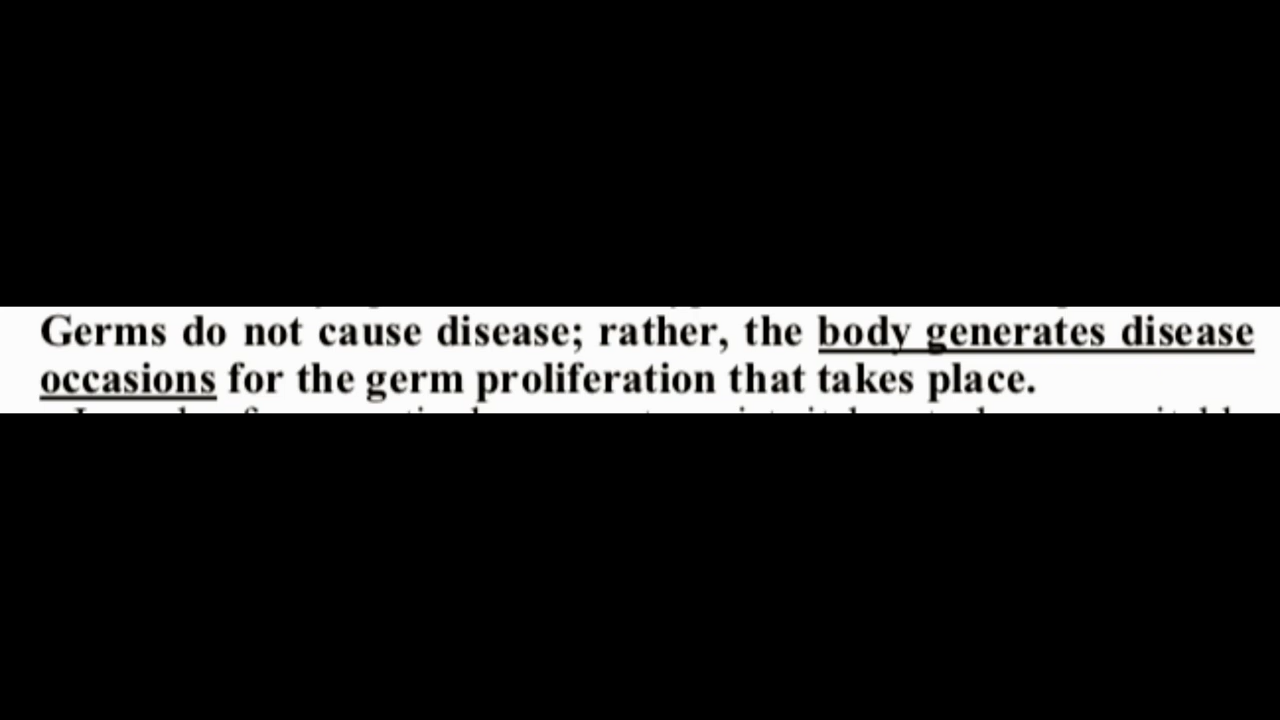 Germs do not cause disease; rather, the body generates disease
occasions for the germ proliferation that takes place.